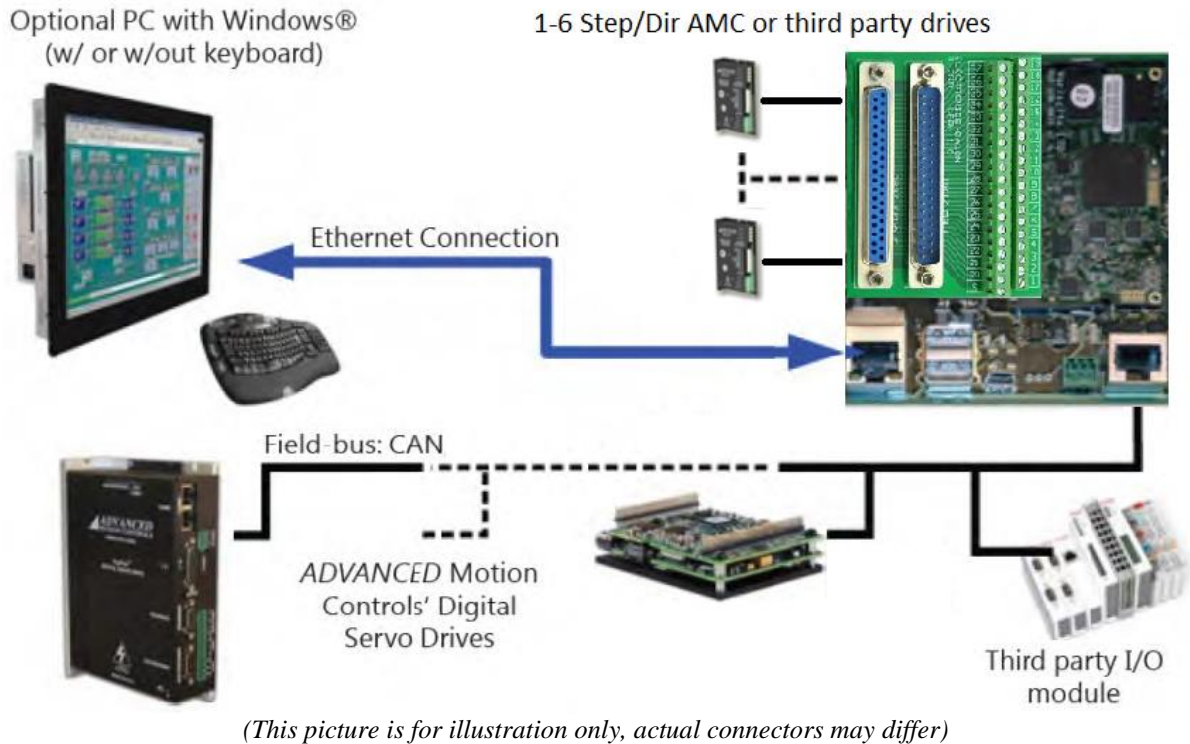 Optional PC with Windows®
(w/ or w/out keyboard)
1-6 Step/Dir AMC or third party drives
Ethernet Connection
Field-bus: CAN
ADVANCED
ADVANCED Motion
Controls' Digital
Servo Drives
Third party I/O
module
(This picture is for illustration only, actual connectors may differ)